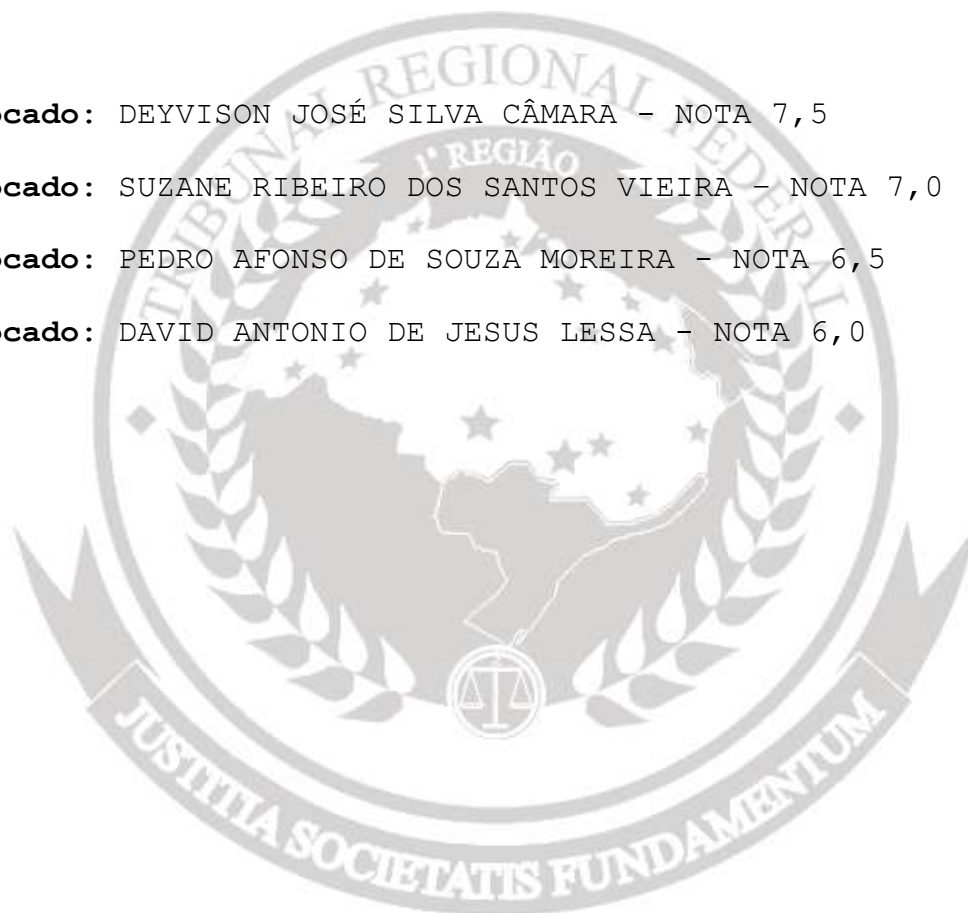 TRIBUNAL REGIONAL FEDERAL
1ª REGIÃO
ocado: DEYVISON JOSÉ SILVA CÂMARA - NOTA 7,5
ocado: SUZANE RIBEIRO DOS SANTOS VIEIRA – NOTA 7,0
ocado: PEDRO AFONSO DE SOUZA MOREIRA - NOTA 6,5
ocado: DAVID ANTONIO DE JESUS LESSA - NOTA 6,0
JUSTITIA SOCIETATIS FUNDAMENTUM